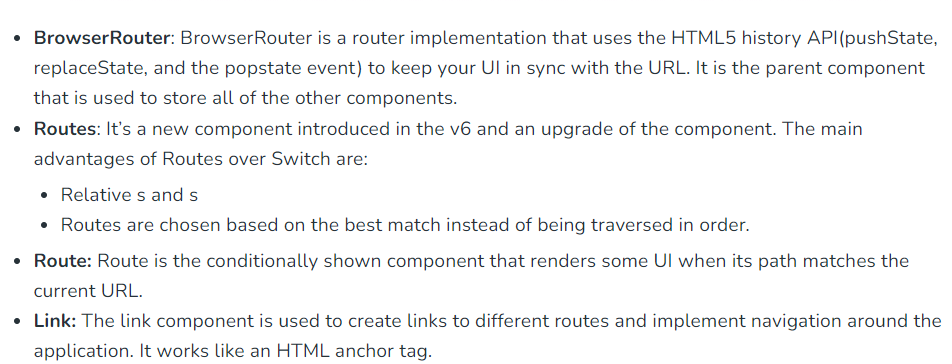 BrowserRouter: BrowserRouter is a router implementation that uses the HTML5 history API(pushState,
replaceState, and the popstate event) to keep your UI in sync with the URL. It is the parent component
that is used to store all of the other components.
Routes: It’s a new component introduced in the v6 and an upgrade of the component. The main
advantages of Routes over Switch are:
Relative s and s
Routes are chosen based on the best match instead of being traversed in order.
Route: Route is the conditionally shown component that renders some UI when its path matches the
current URL.
Link: The link component is used to create links to different routes and implement navigation around the
application. It works like an HTML anchor tag.